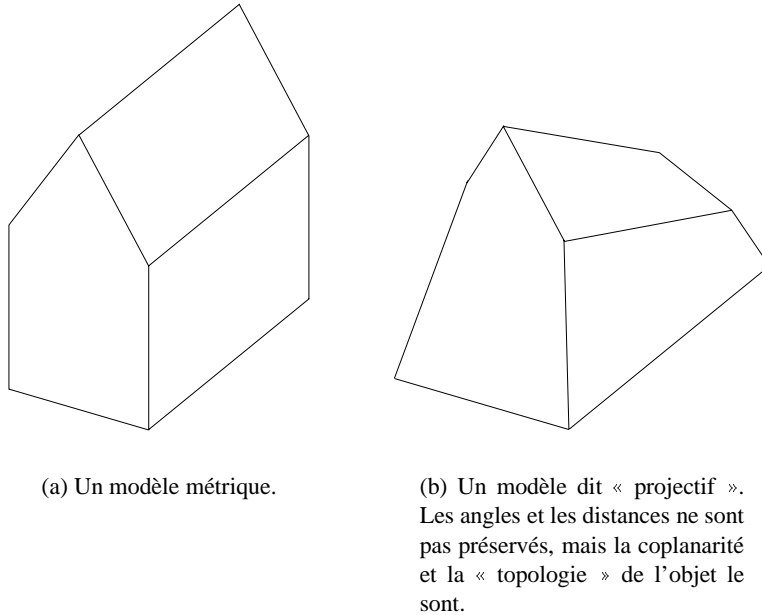 (a) Un modèle métrique.
(b) Un modèle dit « projectif ».
Les angles et les distances ne sont
pas préservés, mais la coplanarité
et la « topologie » de l'objet le
sont.